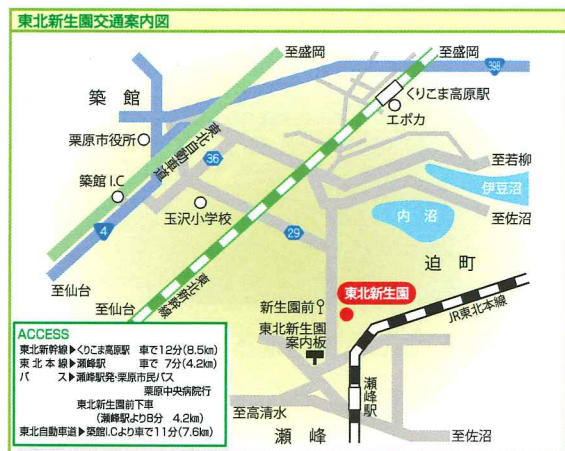 東北新生園交通案内図
至盛岡
至盛岡
398
築館
くりこま高原駅
エポカ
栗原市役所
東北自動車道
36
至若柳
築館I.C
伊豆沼
玉沢小学校
内沼
至佐沼
4
29
迫町
至仙台
東北新幹線
東北新生園
至仙台
新生園前
JR東北本線
東北新生園
案内板
瀬峰駅
至高清水
瀬峰
至佐沼
ACCESS
東北新幹線▶くりこま高原駅 車で12分(8.5km)
東北本線▶瀬峰駅 車で 7分(4.2km)
バス▶瀬峰駅発・栗原市民バス
栗原中央病院行
東北新生園前下車
(瀬峰駅より8分 4.2km)
東北自動車道▶築館I.Cより車で11分(7.6km)